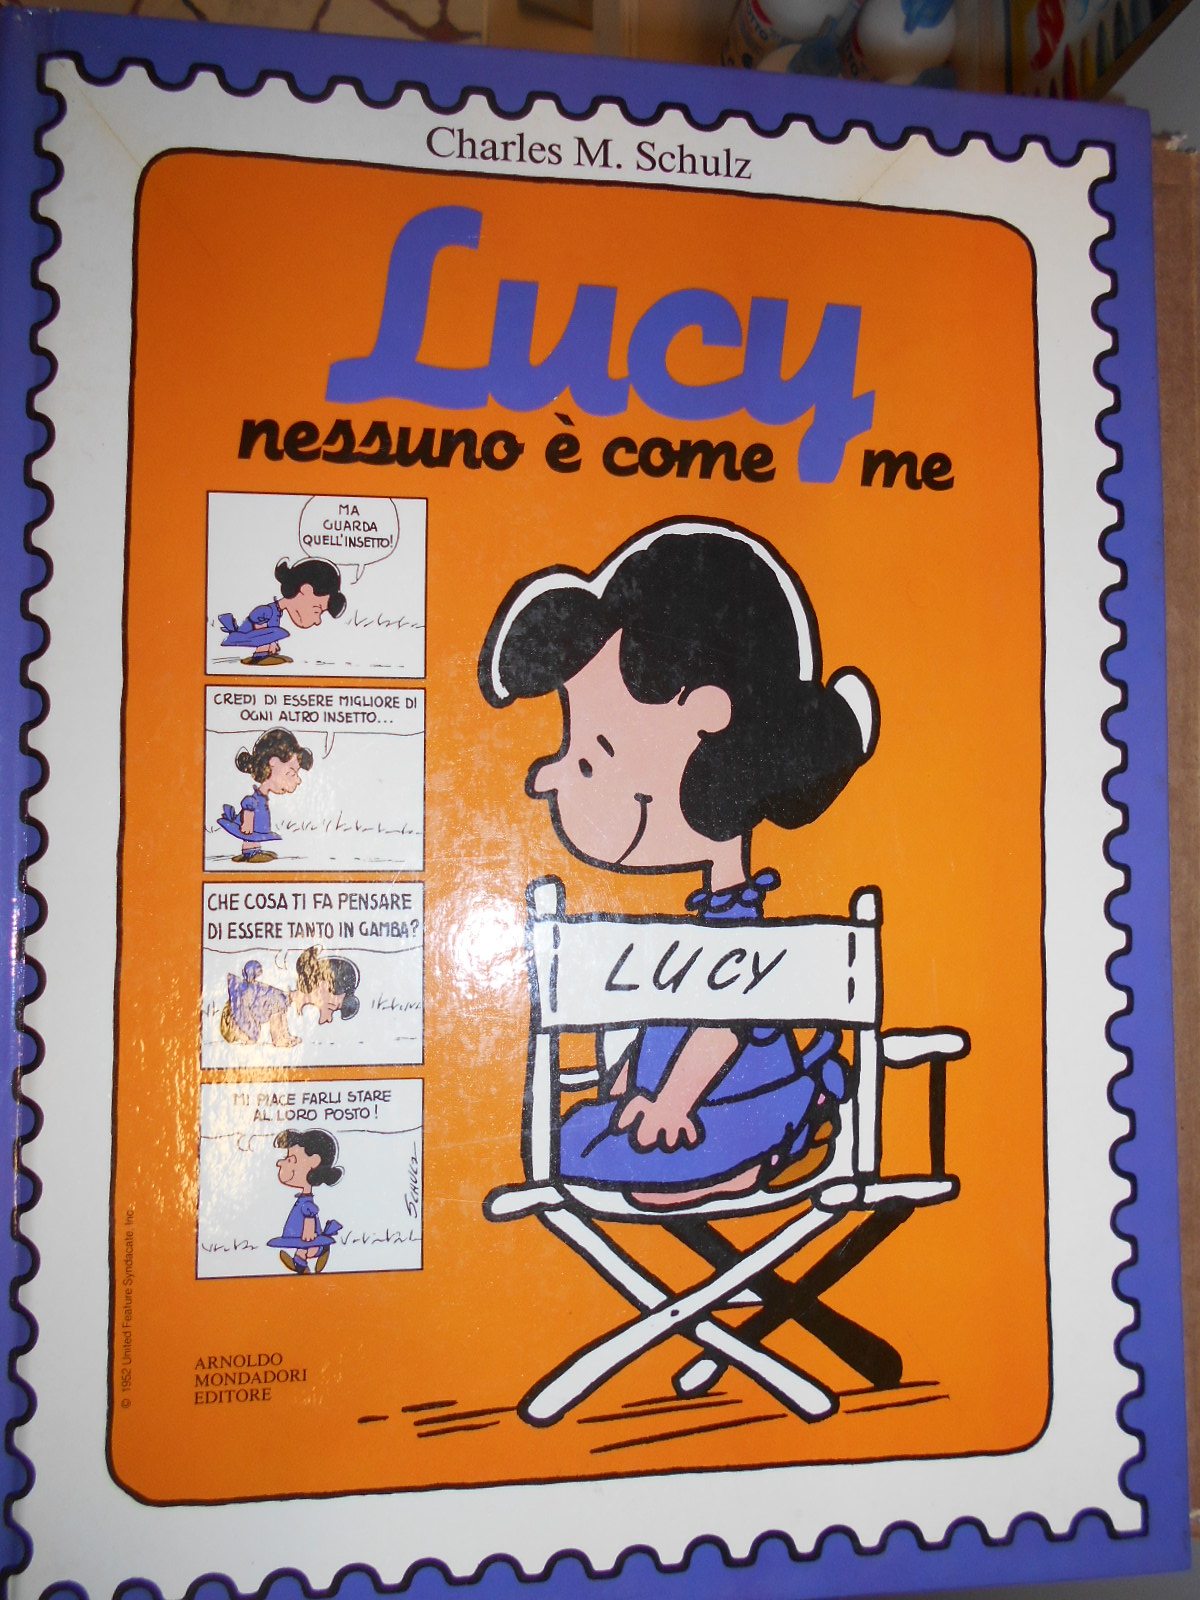 Charles M. Schulz
Lucy
nessuno è come me
MA
GUARDA
QUELL'INSETTO!
CREDI DI ESSERE MIGLIORE DI
OGNI ALTRO INSETTO...
CHE COSA TI FA PENSARE
DI ESSERE TANTO IN GAMBA?
MI PIACE FARLI STARE
AL LORO POSTO!
SCHULZ
LUCY
© 1952 United Feature Syndacate, Inc.
ARNOLDO
MONDADORI
EDITORE